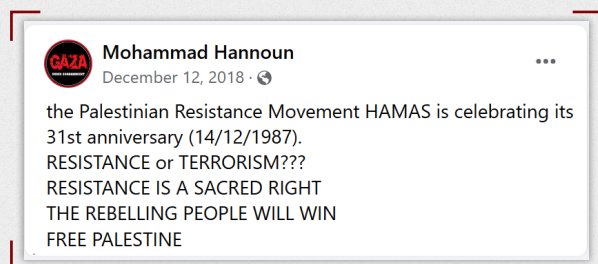 GAZA
Mohammad Hannoun
December 12, 2018 ·
the Palestinian Resistance Movement HAMAS is celebrating its
31st anniversary (14/12/1987).
RESISTANCE or TERRORISM???
RESISTANCE IS A SACRED RIGHT
THE REBELLING PEOPLE WILL WIN
FREE PALESTINE